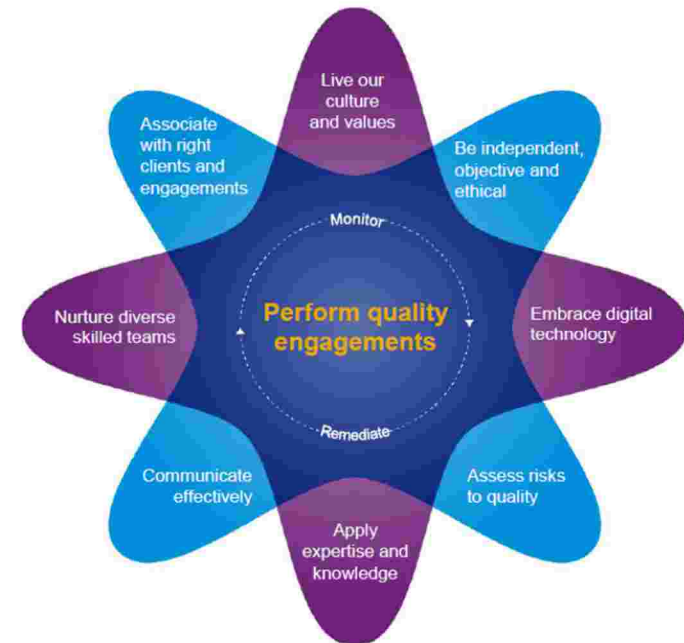 Live our
culture
and values
Associate
with right
clients and
engagements
Be independent,
objective and
ethical
Monitor
Perform quality
engagements
Nurture diverse
skilled teams
Embrace digital
technology
Remediate
Communicate
effectively
Assess risks
to quality
Apply
expertise and
knowledge